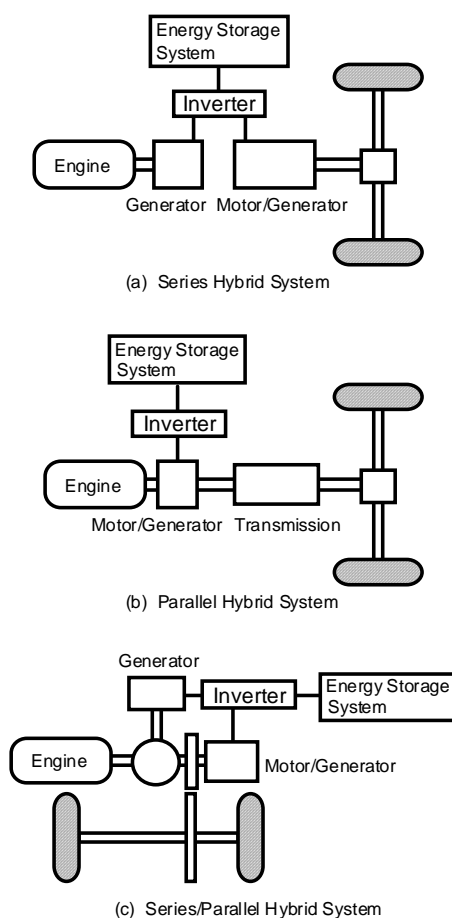 Energy Storage
System
Inverter
Engine
Generator
Motor/Generator
(a) Series Hybrid System
Energy Storage
System
Inverter
Engine
Motor/Generator
Transmission
(b) Parallel Hybrid System
Generator
Inverter
Energy Storage
System
Engine
Motor/Generator
(c) Series/Parallel Hybrid System